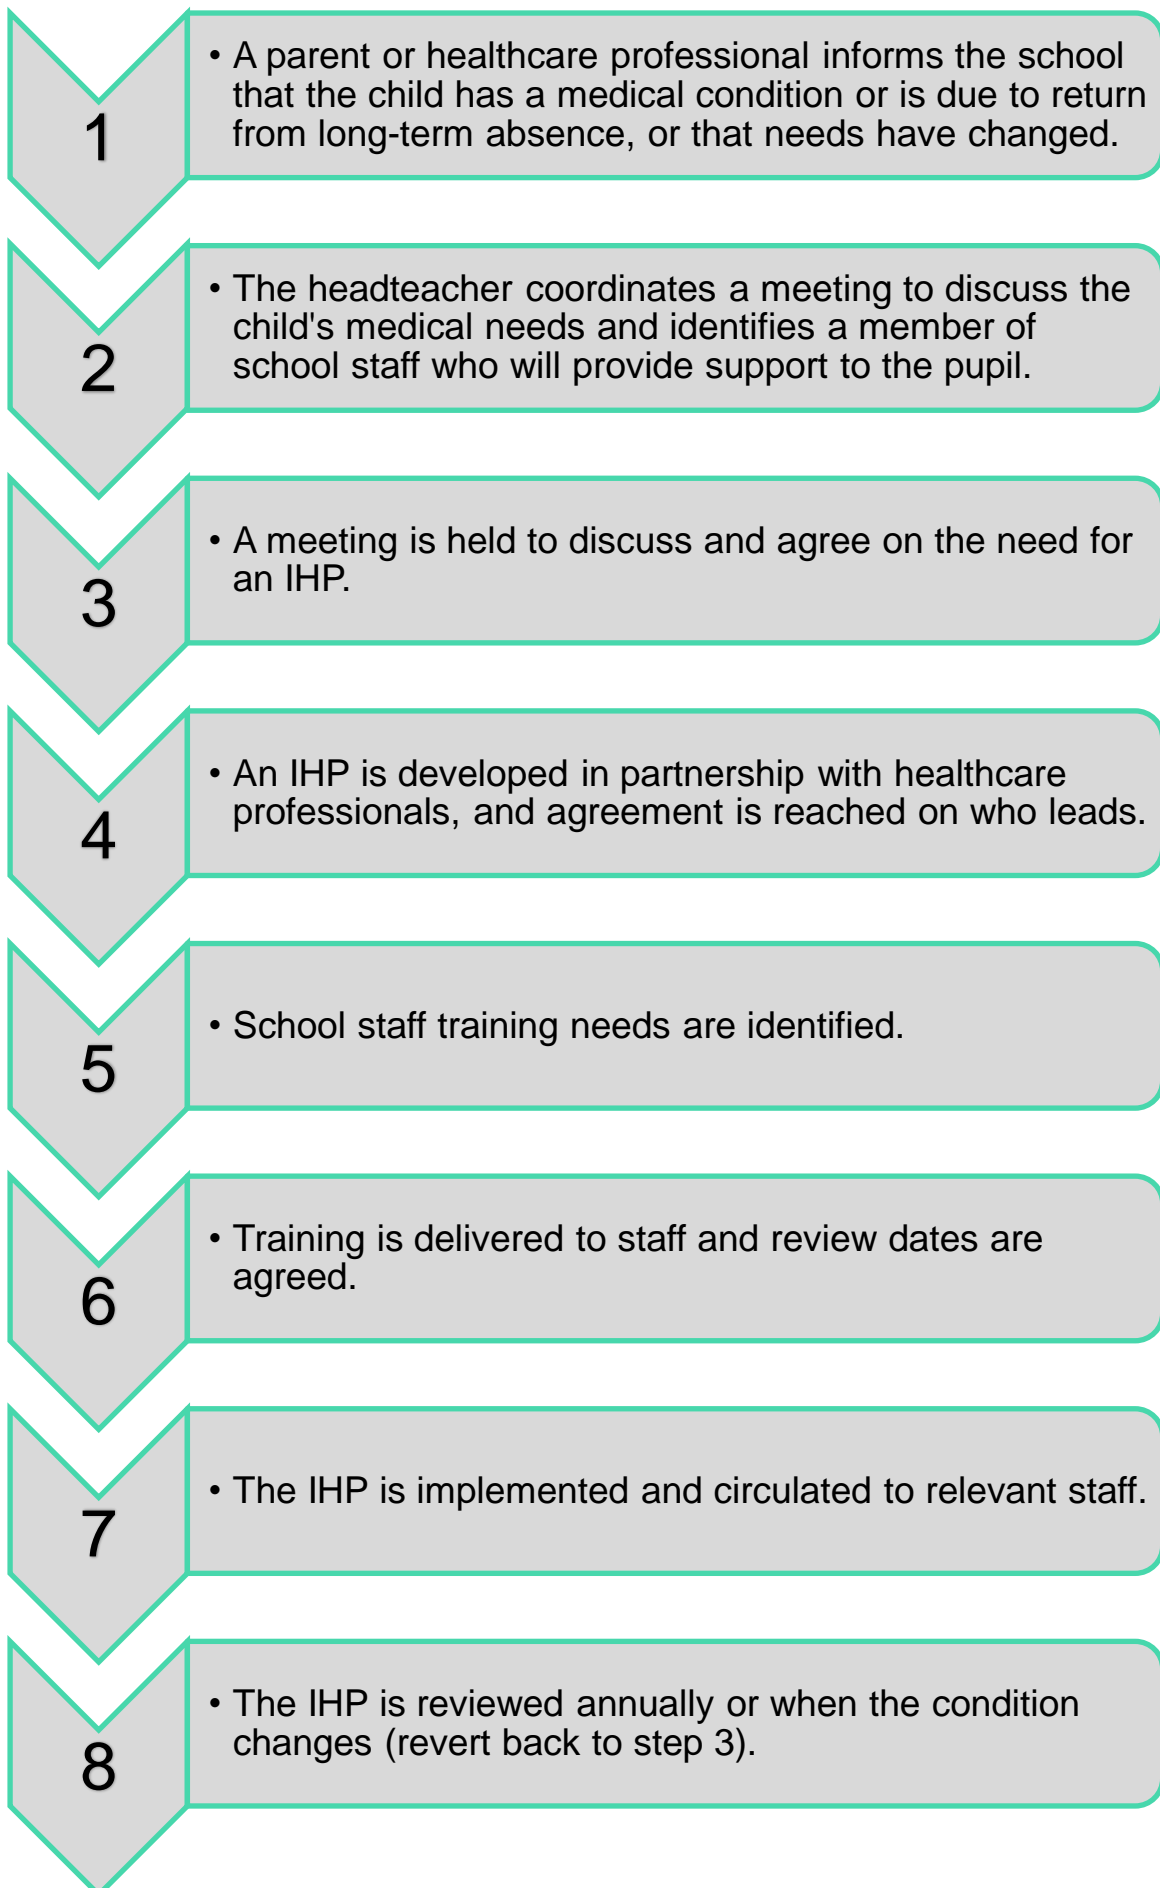 1
• A parent or healthcare professional informs the school
that the child has a medical condition or is due to return
from long-term absence, or that needs have changed.
2
• The headteacher coordinates a meeting to discuss the
child's medical needs and identifies a member of
school staff who will provide support to the pupil.
3
• A meeting is held to discuss and agree on the need for
an IHP.
4
• An IHP is developed in partnership with healthcare
professionals, and agreement is reached on who leads.
5
• School staff training needs are identified.
6
• Training is delivered to staff and review dates are
agreed.
7
• The IHP is implemented and circulated to relevant staff.
8
• The IHP is reviewed annually or when the condition
changes (revert back to step 3).